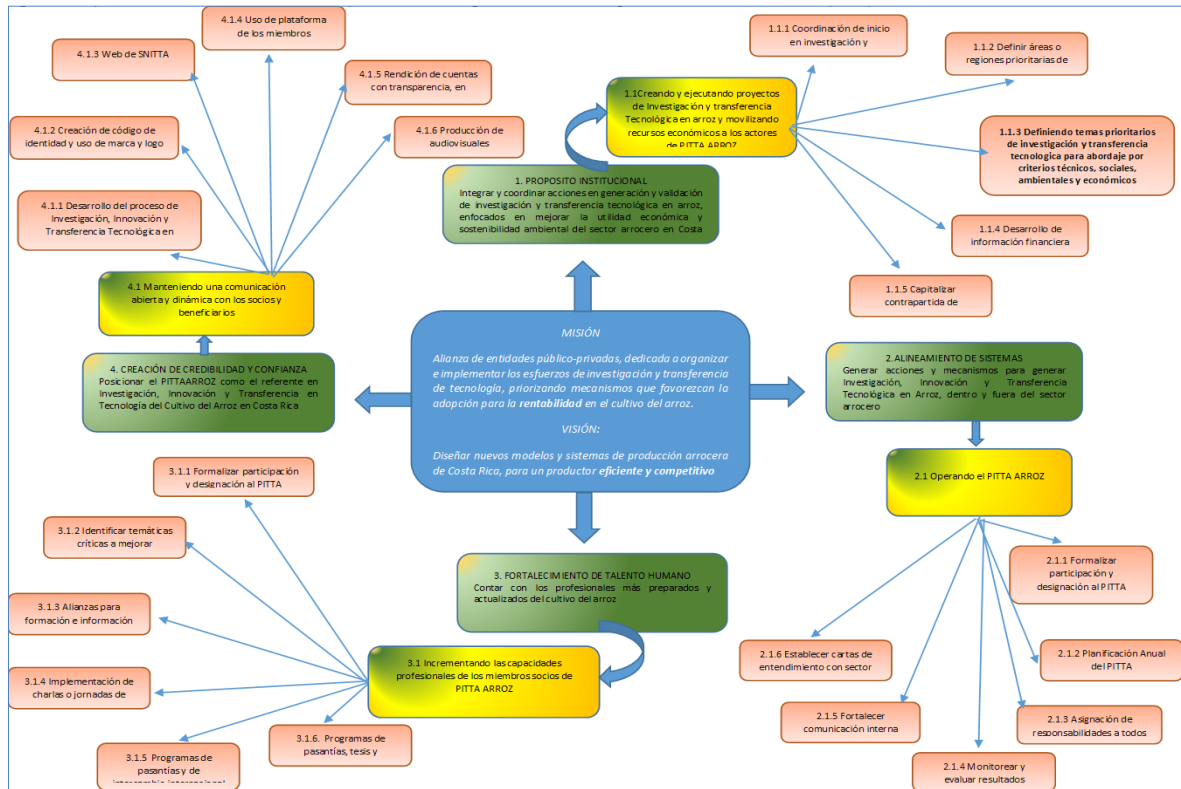 4.1.4 Uso de plataforma
de los miembros
4.1.3 Web de SNITTA
4.1.5 Rendición de cuentas
con transparencia, en
4.1.2 Creación de código de
identidad y uso de marca y logo
4.1.6 Producción de
audiovisuales
4.1.1 Desarrollo del proceso de
Investigación, Innovación y
Transferencia Tecnológica en
4.1 Manteniendo una comunicación
abierta y dinámica con los socios y
beneficiarios
4. CREACIÓN DE CREDIBILIDAD Y CONFIANZA
Posicionar el PITTAARROZ como el referente en
Investigación, Innovación y Transferencia en
Tecnología del Cultivo del Arroz en Costa Rica
1.1.1 Coordinación de inicio
en investigación y
1.1.2 Definir áreas o
regiones prioritarias de
1.1Creando y ejecutando proyectos
de Investigación y transferencia
Tecnológica en arroz y movilizando
recursos económicos a los actores
de PITTA ARROZ
1.1.3 Definiendo temas prioritarios
de investigación y transferencia
tecnologica para abordaje por
criterios técnicos, sociales,
ambientales y económicos
1.1.4 Desarrollo de
información financiera
1.1.5 Capitalizar
contrapartida de
1. PROPOSITO INSTITUCIONAL
Integrar y coordinar acciones en generación y validación
de investigación y transferencia tecnológica en arroz,
enfocados en mejorar la utilidad económica y
sostenibilidad ambiental del sector arrocero en Costa
MISIÓN
Alianza de entidades público-privadas, dedicada a organizar
e implementar los esfuerzos de investigación y transferencia
de tecnología, priorizando mecanismos que favorezcan la
adopción para la rentabilidad en el cultivo del arroz.
VISIÓN:
Diseñar nuevos modelos y sistemas de producción arrocera
de Costa Rica, para un productor eficiente y competitivo
2.ALINEAMIENTO DE SISTEMAS
Generar acciones y mecanismos para generar
Investigación, Innovación y Transferencia
Tecnológica en Arroz, dentro y fuera del sector
arrocero
2.1 Operando el PITTA ARROZ
2.1.1 Formalizar
participación y
designación al PITTA
2.1.2 Planificación Anual
del PITTA
2.1.3 Asignación de
responsabilidades a todos
2.1.4 Monitorear y
evaluar resultados
2.1.5 Fortalecer
comunicación interna
2.1.6 Establecer cartas de
entendimiento con sector
3. FORTALECIMIENTO DE TALENTO HUMANO
Contar con los profesionales más preparados y
actualizados del cultivo del arroz
3.1 Incrementando las capacidades
profesionales de los miembros socios de
PITTA ARROZ
3.1.1 Formalizar participación
y designación al PITTA
3.1.2 Identificar temáticas
críticas a mejorar
3.1.3 Alianzas para
formación e información
3.1.4 Implementación de
charlas o jornadas de
3.1.5 Programas de
pasantías y de
3.1.6. Programas de
pasantías, tesis y